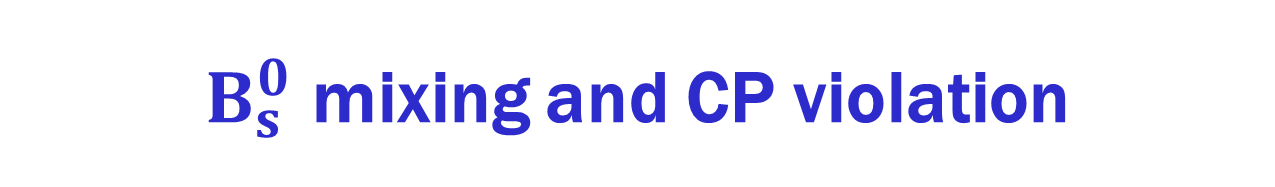 B⁰ₛ mixing and CP violation